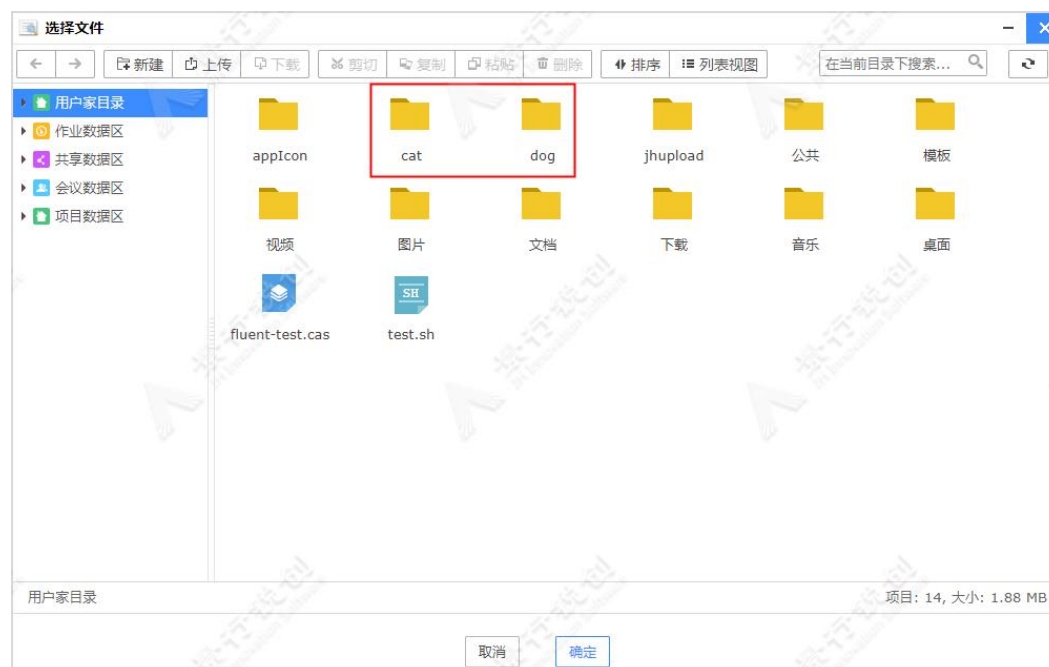 选择文件
新建 上传 下载 剪切 复制 粘贴 删除 排序 列表视图 在当前目录下搜索...
用户家目录
作业数据区
共享数据区
会议数据区
项目数据区
appIcon cat dog jhupload 公共 模板
视频 图片 文档 下载 音乐 桌面
SH
fluent-test.cas test.sh
用户家目录 项目: 14, 大小: 1.88 MB
取消 确定